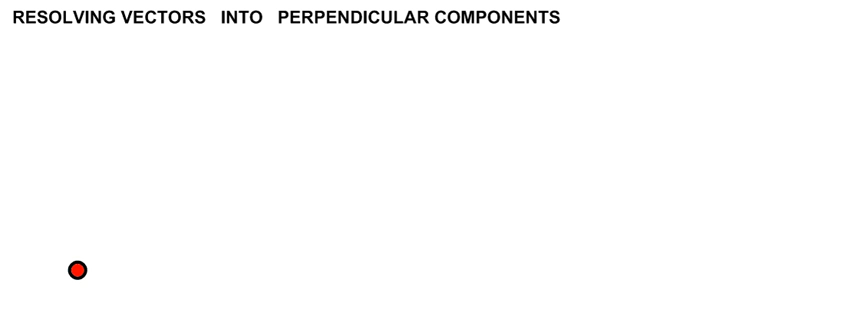 RESOLVING VECTORS INTO PERPENDICULAR COMPONENTS